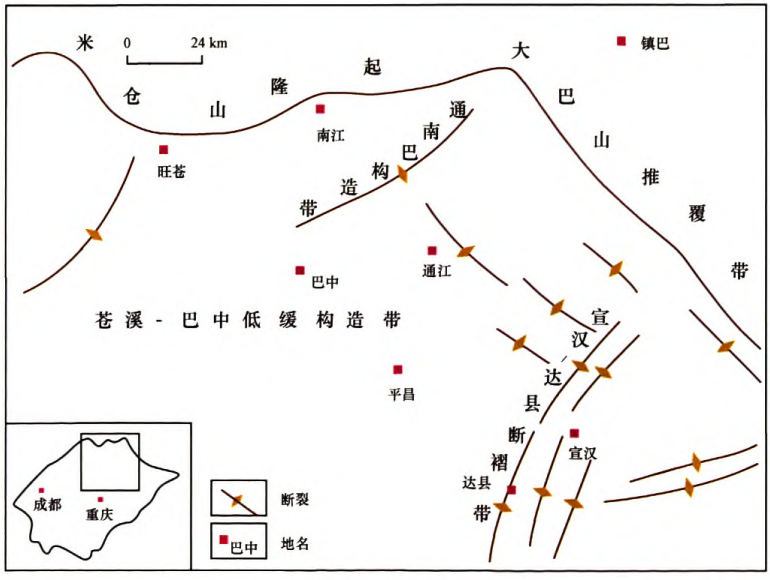 米仓山隆起
大巴山推覆带
0 24 km
镇巴
南江
旺苍
通南巴构造带
通江
巴中
苍溪-巴中低缓构造带
宣汉
达县断褶带
平昌
宣汉
达县
成都
重庆
断裂
巴中
地名